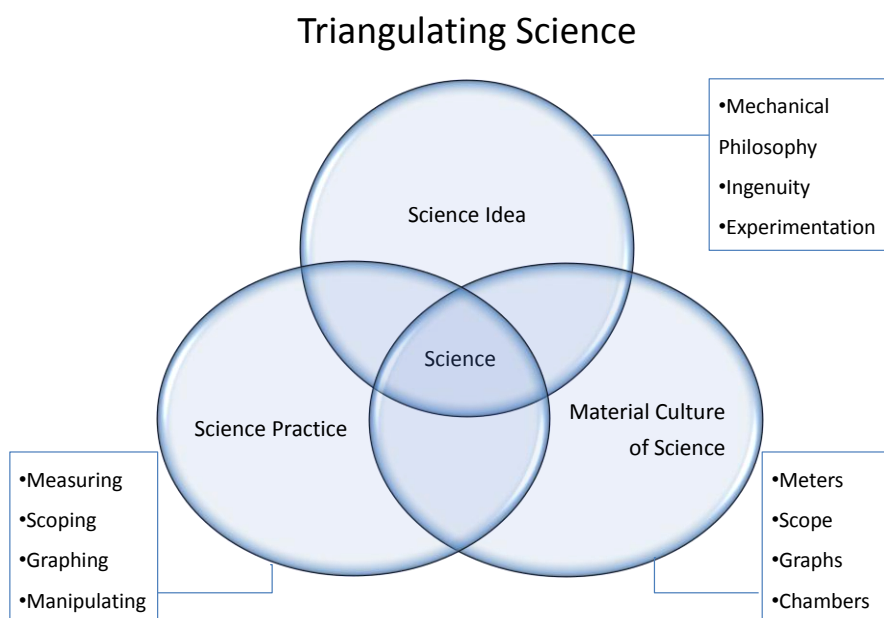 Triangulating Science
•Mechanical
Philosophy
•Ingenuity
•Experimentation
Science Idea
Science
Science Practice
Material Culture
of Science
•Measuring
•Scoping
•Graphing
•Manipulating
•Meters
•Scope
•Graphs
•Chambers